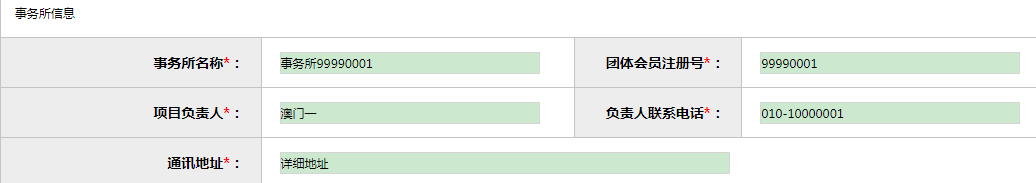 事务所信息
事务所名称*： 事务所99990001 团体会员注册号*： 99990001
项目负责人*： 澳门一 负责人联系电话*： 010-10000001
通讯地址*： 详细地址